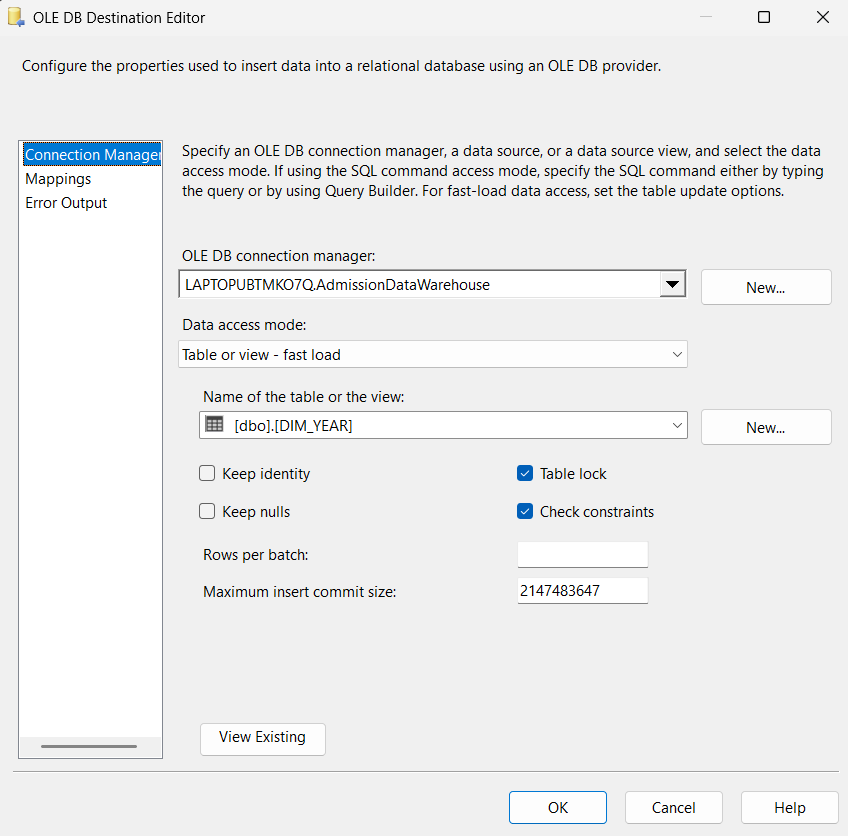 OLE DB Destination Editor
Configure the properties used to insert data into a relational database using an OLE DB provider.
Connection Manager
Mappings
Error Output
Specify an OLE DB connection manager, a data source, or a data source view, and select the data
access mode. If using the SQL command access mode, specify the SQL command either by typing
the query or by using Query Builder. For fast-load data access, set the table update options.
OLE DB connection manager:
LAPTOPUBTMKO7Q.AdmissionDataWarehouse
New...
Data access mode:
Table or view - fast load
Name of the table or the view:
[dbo].[DIM_YEAR]
New...
Keep identity
Table lock
Keep nulls
Check constraints
Rows per batch:
Maximum insert commit size:
2147483647
View Existing
OK
Cancel
Help